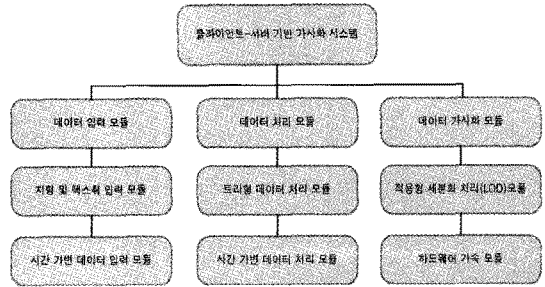 클라이언트-서버 기반 가시화 시스템
데이터 입력 모듈
데이터 처리 모듈
데이터 가시화 모듈
지형 및 텍스춰 입력 모듈
트리형 데이터 처리 모듈
적응형 세분화 처리(LOD)모듈
시간 가변 데이터 입력 모듈
시간 가변 데이터 처리 모듈
하드웨어 가속 모듈